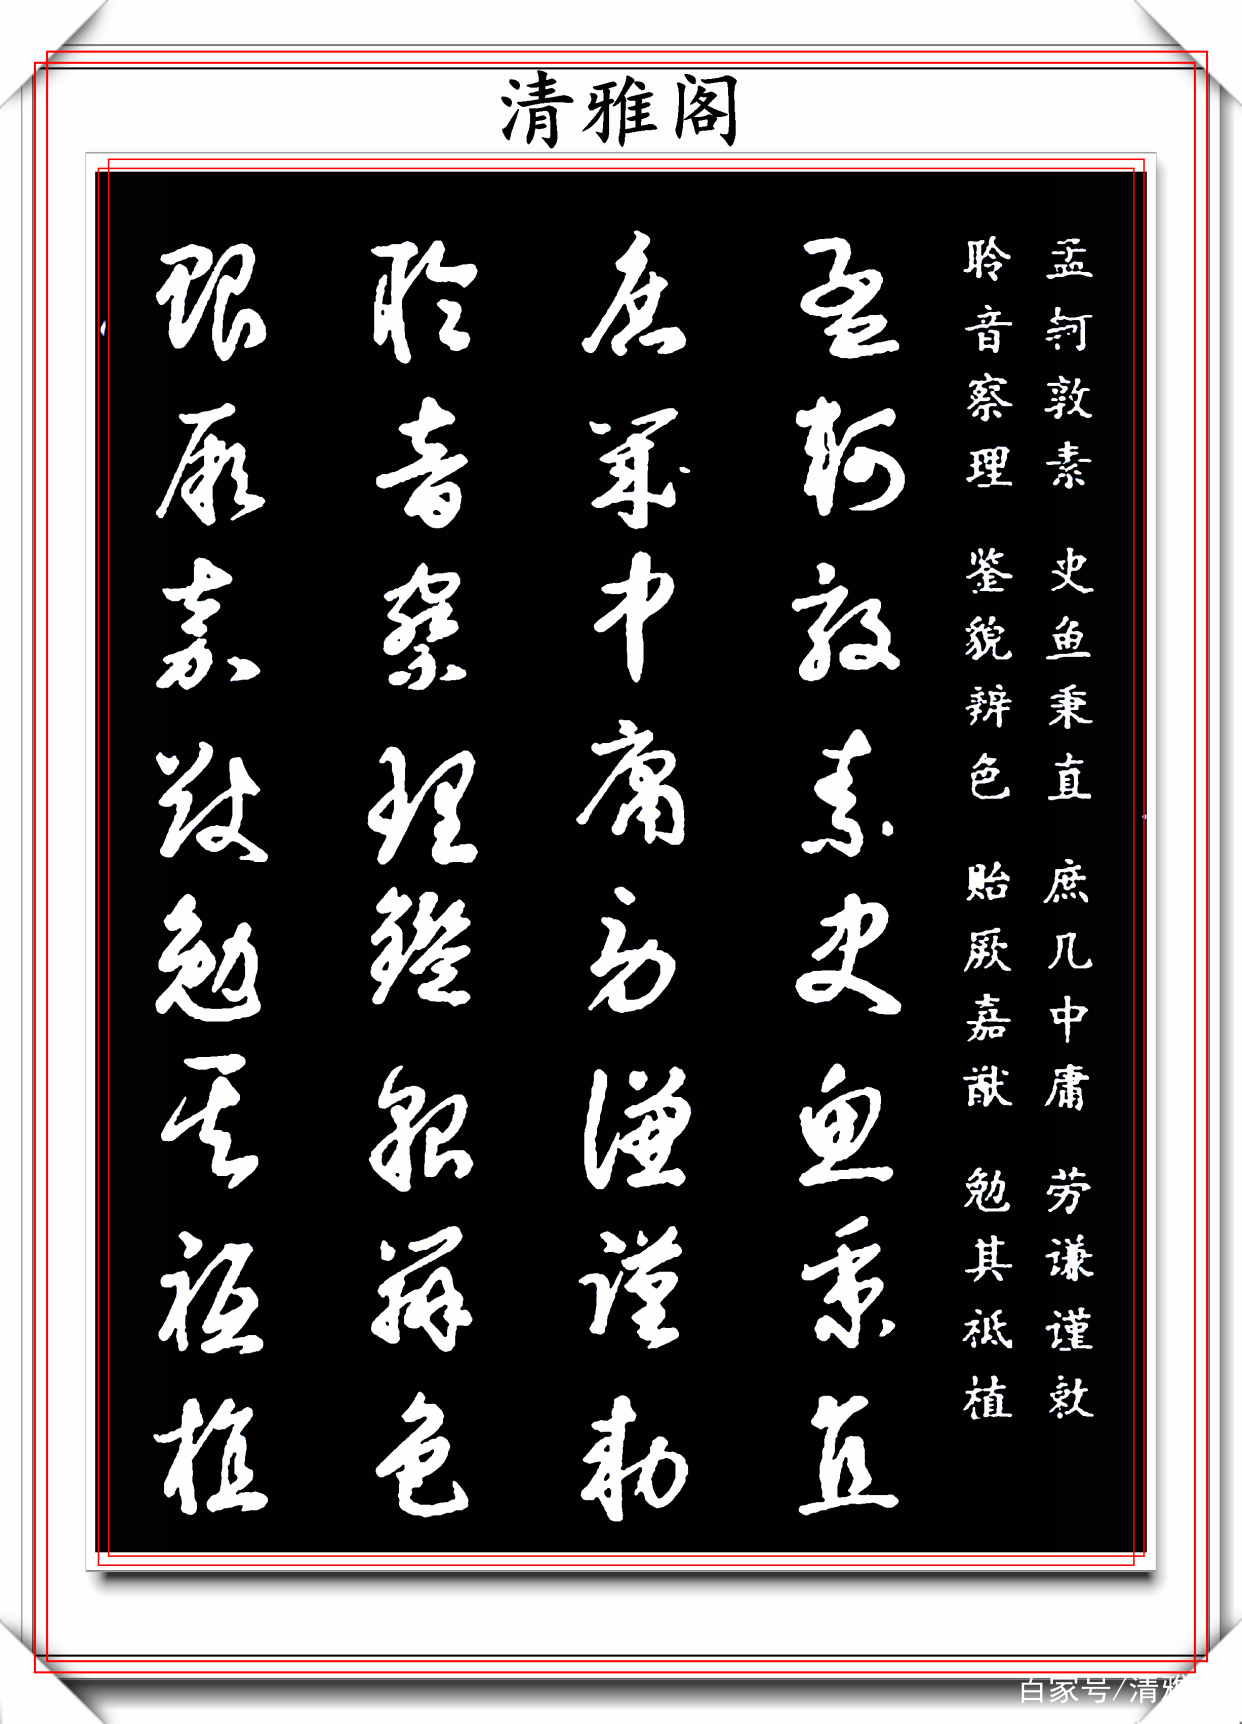 清雅阁
孟轲敦素 史鱼秉直 庶几中庸 劳谦谨敕
聆音察理 鉴貌辨色 贻厥嘉猷 勉其祗植
孟轲敦素史鱼秉直
庶几中庸劳谦谨敕
聆音察理鉴貌辨色
贻厥嘉猷勉其祗植
百家号/清雅